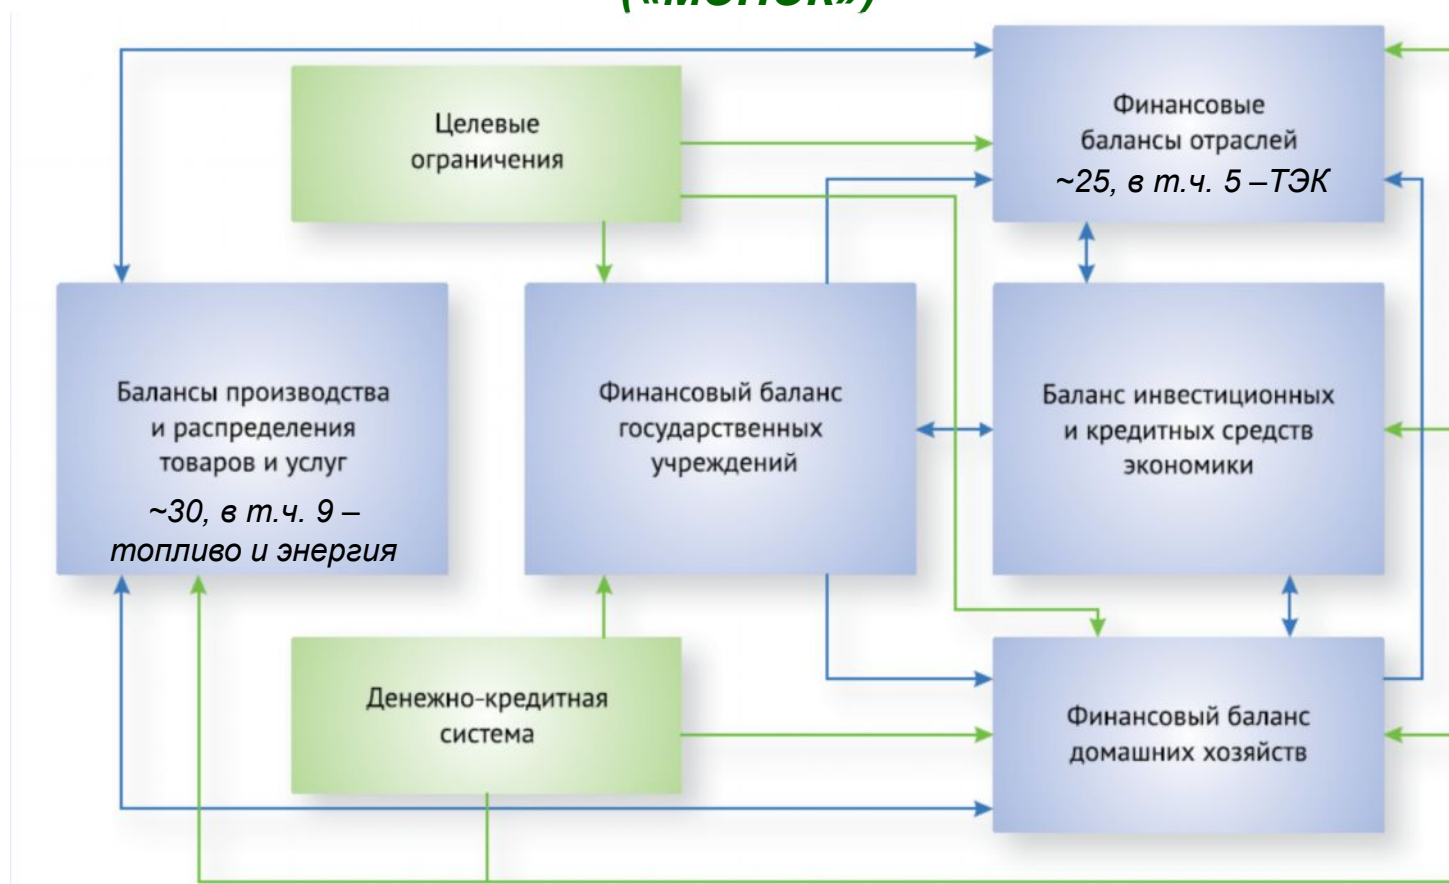 Целевые
ограничения
Финансовые
балансы отраслей
~25, в т.ч. 5 –ТЭК
Балансы производства
и распределения
товаров и услуг
~30, в т.ч. 9 –
топливо и энергия
Финансовый баланс
государственных
учреждений
Баланс инвестиционных
и кредитных средств
экономики
Денежно-кредитная
система
Финансовый баланс
домашних хозяйств